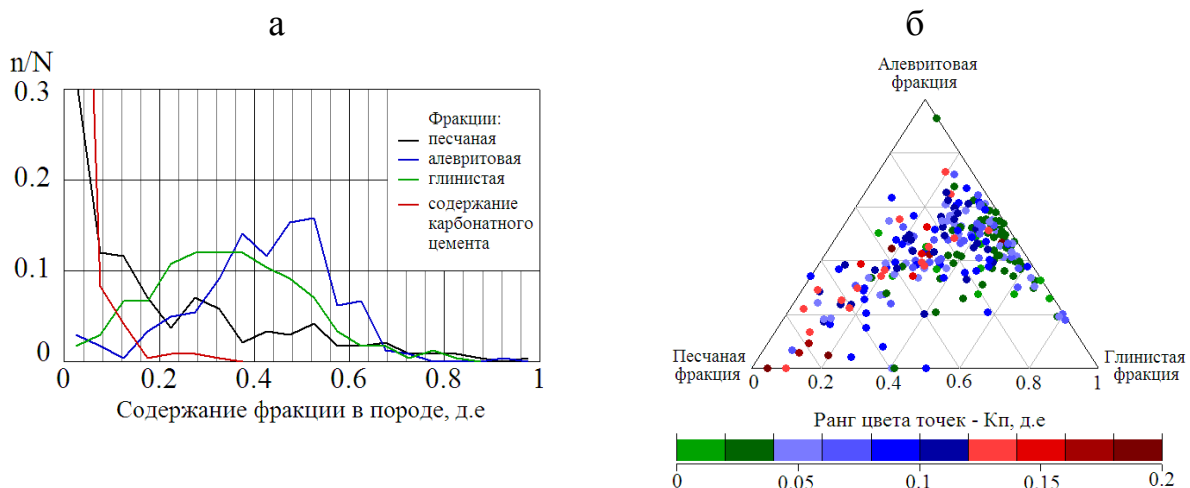 а
n/N
0.3
0.2
0.1
0
0 0.2 0.4 0.6 0.8 1
Содержание фракции в породе, д.е
Фракции:
песчаная
алевритовая
глинистая
содержание
карбонатного
цемента
б
Алевритовая
фракция
Песчаная
фракция
Глинистая
фракция
0 0.2 0.4 0.6 0.8 1
Ранг цвета точек - Кп, д.е
0 0.05 0.1 0.15 0.2